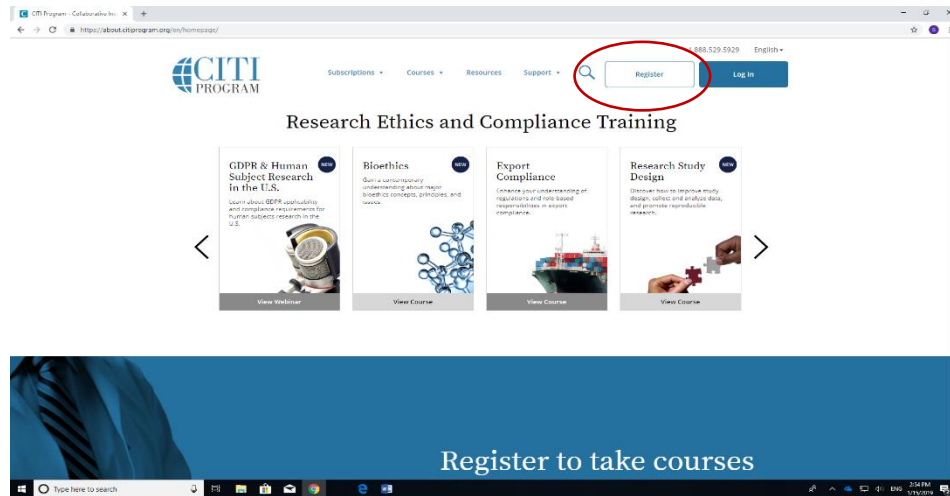 CITI Program - Collaborative Ins
https://about.citiprogram.org/en/homepage/
1.888.529.5929 English
CITI
PROGRAM
Subscriptions Courses Resources Support Register Log In
Research Ethics and Compliance Training
GDPR & Human
Subject Research
in the U.S.
NEW
Learn about GDPR applicability
and compliance requirements for
human subjects research in the
U.S.
View Webinar
Bioethics
NEW
Gain a contemporary
understanding about major
bioethics concepts, principles, and
issues.
View Course
Export
Compliance
Enhance your understanding of
regulations and role-based
responsibilities in export
compliance.
View Course
Research Study
Design
NEW
Discover how to improve study
design, collect and analyze data,
and promote reproducible
research.
View Course
Register to take courses
Type here to search
ENG
2:54 PM
3/15/2019